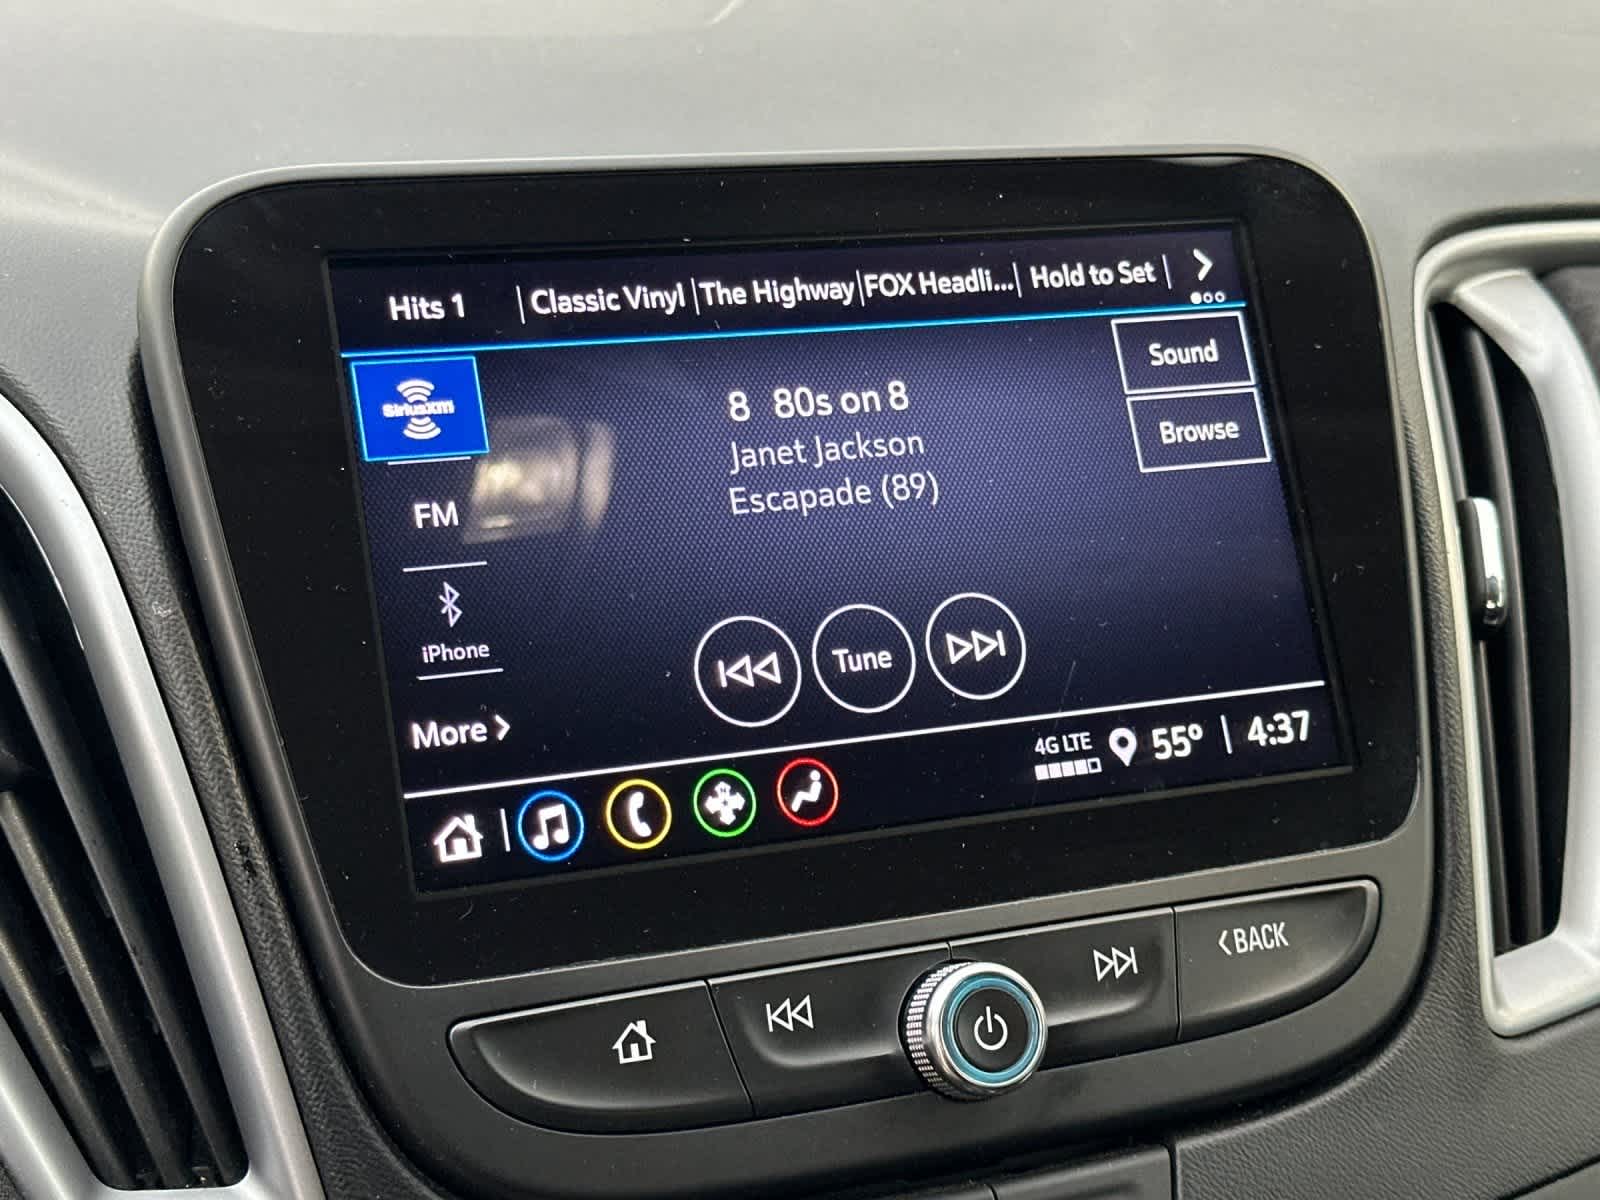 Hits 1 | Classic Vinyl | The Highway | FOX Headli... | Hold to Set |
SiriusXM
8 80s on 8
Janet Jackson
Escapade (89)
Sound
Browse
FM
iPhone
More >
Tune
4G LTE 55° | 4:37
< BACK